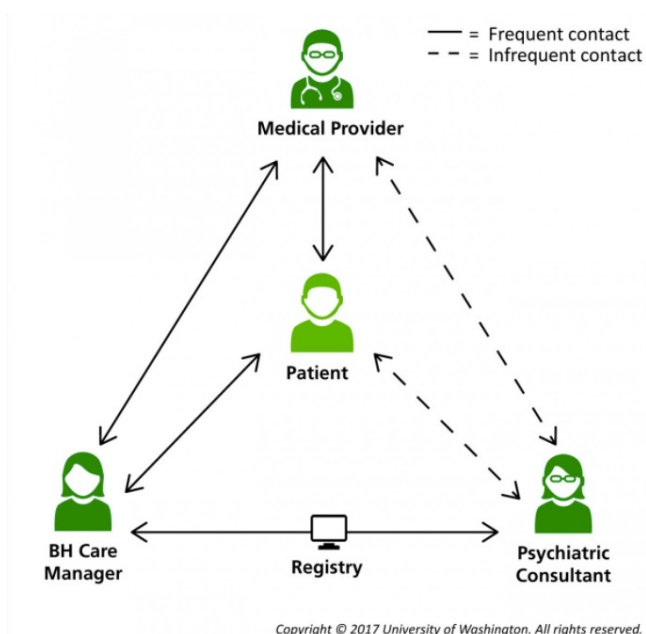 — = Frequent contact
– – = Infrequent contact
Medical Provider
Patient
BH Care
Manager
Registry
Psychiatric
Consultant
Copyright © 2017 University of Washington. All rights reserved.